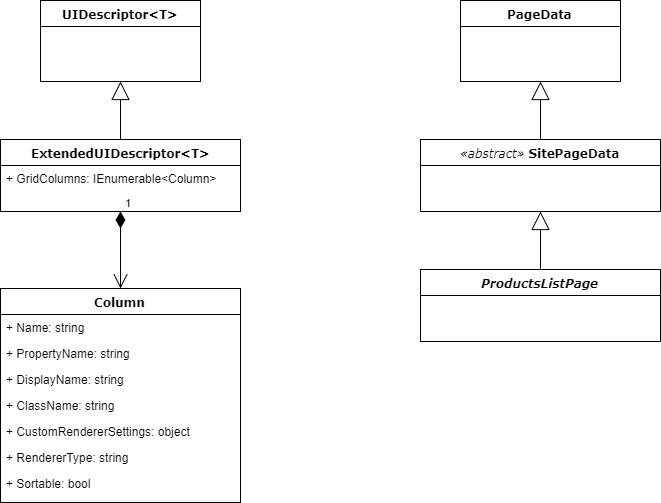 UIDescriptor<T>
PageData
ExtendedUIDescriptor<T>
+ GridColumns: IEnumerable<Column>
1
«abstract» SitePageData
ProductsListPage
Column
+ Name: string
+ PropertyName: string
+ DisplayName: string
+ ClassName: string
+ CustomRendererSettings: object
+ RendererType: string
+ Sortable: bool